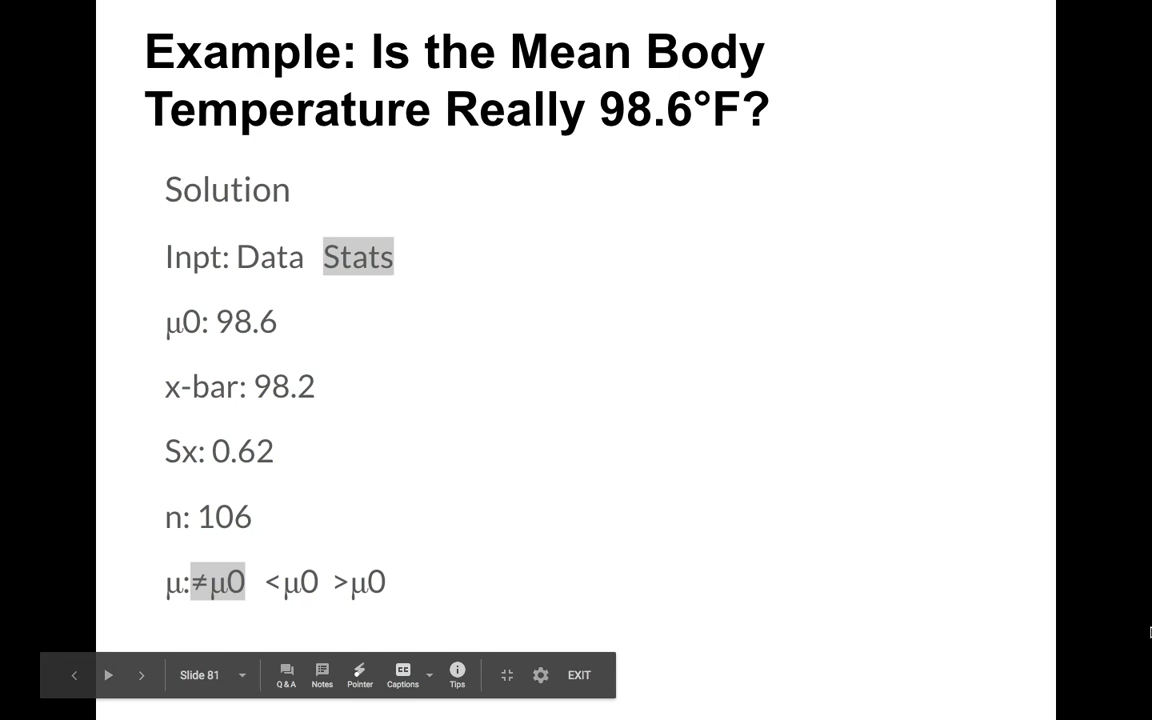 Example: Is the Mean Body
Temperature Really 98.6°F?
Solution
Inpt: Data Stats
μ0: 98.6
x-bar: 98.2
Sx: 0.62
n: 106
μ:≠μ0 <μ0 >μ0
Slide 81
Q & A
Notes
Pointer
CC
Captions
Tips
EXIT